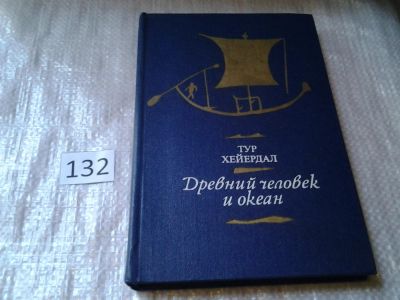 ТУР
ХЕЙЕРДАЛ
Древний человек
и океан
132